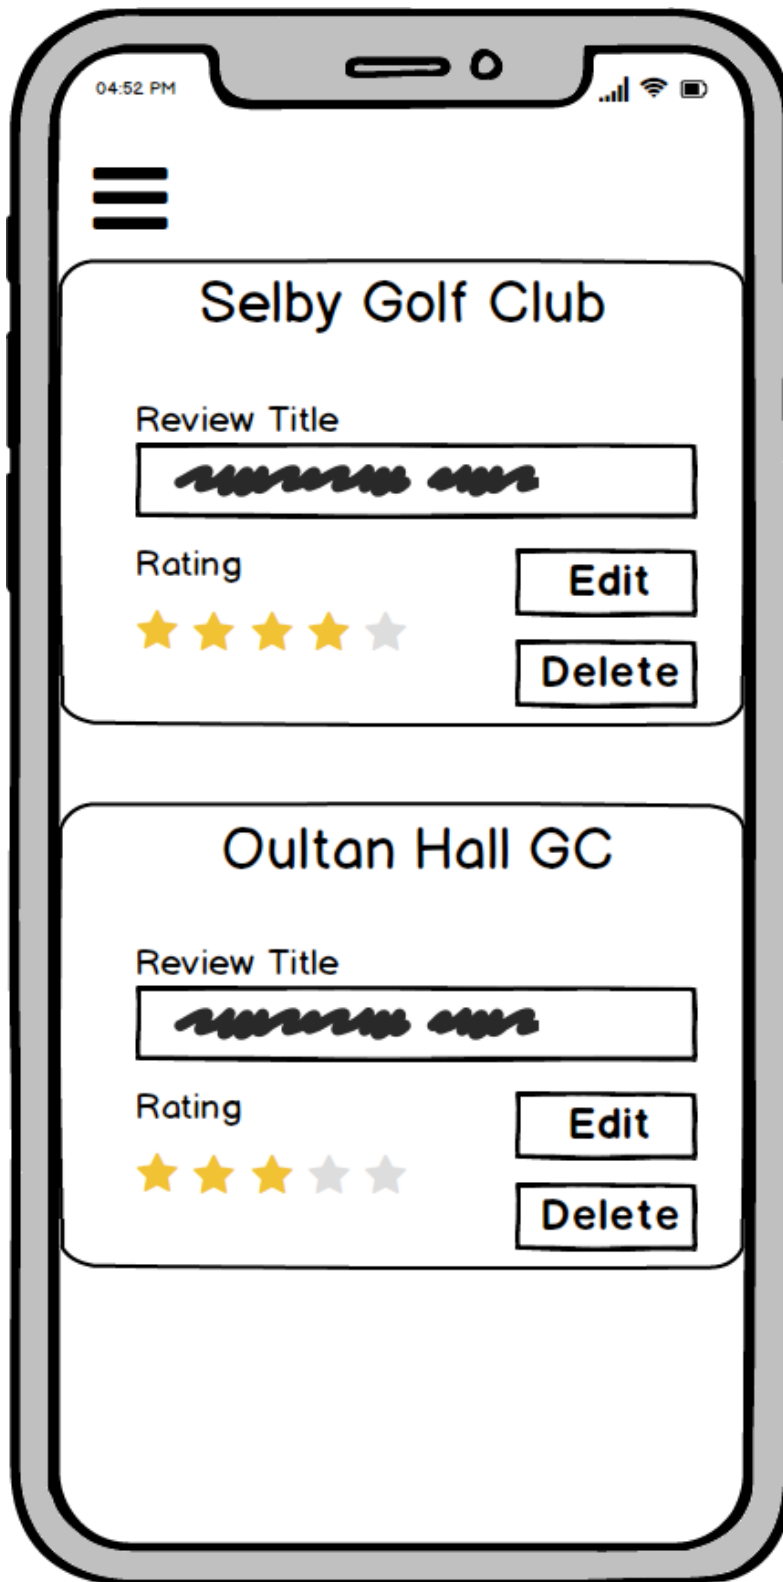 04:52 PM
Selby Golf Club
Review Title
Rating
Edit
Delete
Oultan Hall GC
Review Title
Rating
Edit
Delete